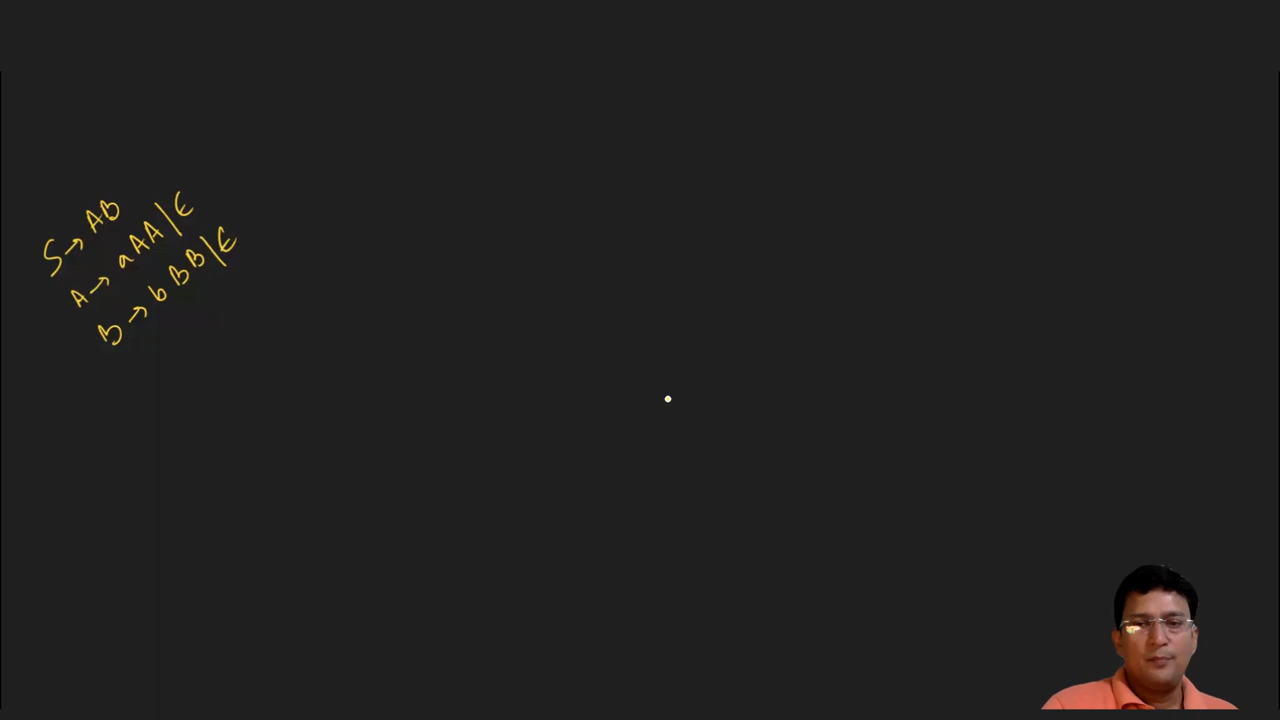 S → AB
A → aAA/ϵ
B → bBB/ϵ